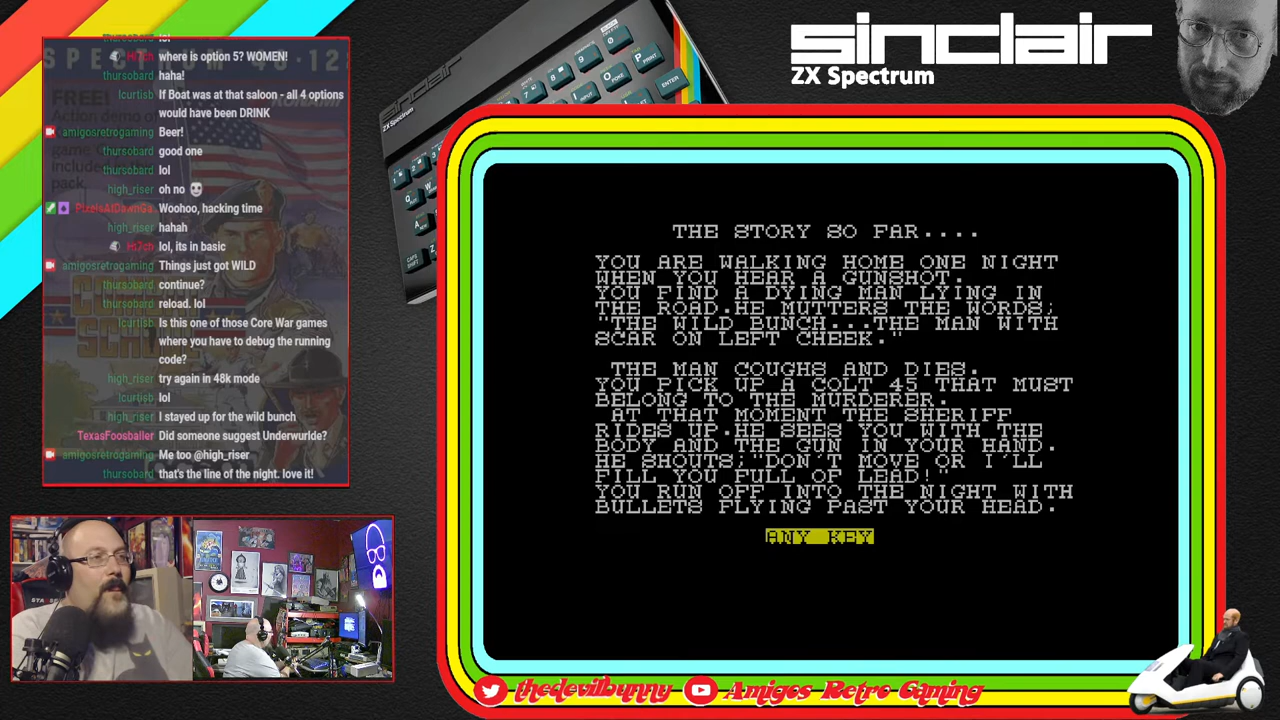 thursobard lol
Hi7ch where is option 5? WOMEN!
thursobard haha!
lcurtisb If Boat was at that saloon - all 4 options
would have been DRINK
amigosretrogaming Beer!
thursobard good one
thursobard lol
high_riser oh no
PixelsAtDawnGa Woohoo, hacking time
high_riser hahah
Hi7ch lol, its in basic
amigosretrogaming Things just got WILD
thursobard continue?
thursobard reload. lol
lcurtisb Is this one of those Core War games
where you have to debug the running
code?
high_riser try again in 48k mode
lcurtisb lol
high_riser I stayed up for the wild bunch
TexasFoosballer Did someone suggest Underwurlde?
amigosretrogaming Me too @high_riser
thursobard that's the line of the night. love it!
sinclair
ZX Spectrum
THE STORY SO FAR....
YOU ARE WALKING HOME ONE NIGHT
WHEN YOU HEAR A GUNSHOT.
YOU FIND A DYING MAN LYING IN
THE ROAD.HE MUTTERS THE WORDS;
"THE WILD BUNCH...THE MAN WITH
SCAR ON LEFT CHEEK."
THE MAN COUGHS AND DIES.
YOU PICK UP A COLT 45 THAT MUST
BELONG TO THE MURDERER.
AT THAT MOMENT THE SHERIFF
RIDES UP.HE SEES YOU WITH THE
BODY AND THE GUN IN YOUR HAND.
HE SHOUTS;"DON'T MOVE OR I'LL
FILL YOU FULL OF LEAD!"
YOU RUN OFF INTO THE NIGHT WITH
BULLETS FLYING PAST YOUR HEAD.
ANY KEY
thedevilbunny Amigos Retro Gaming